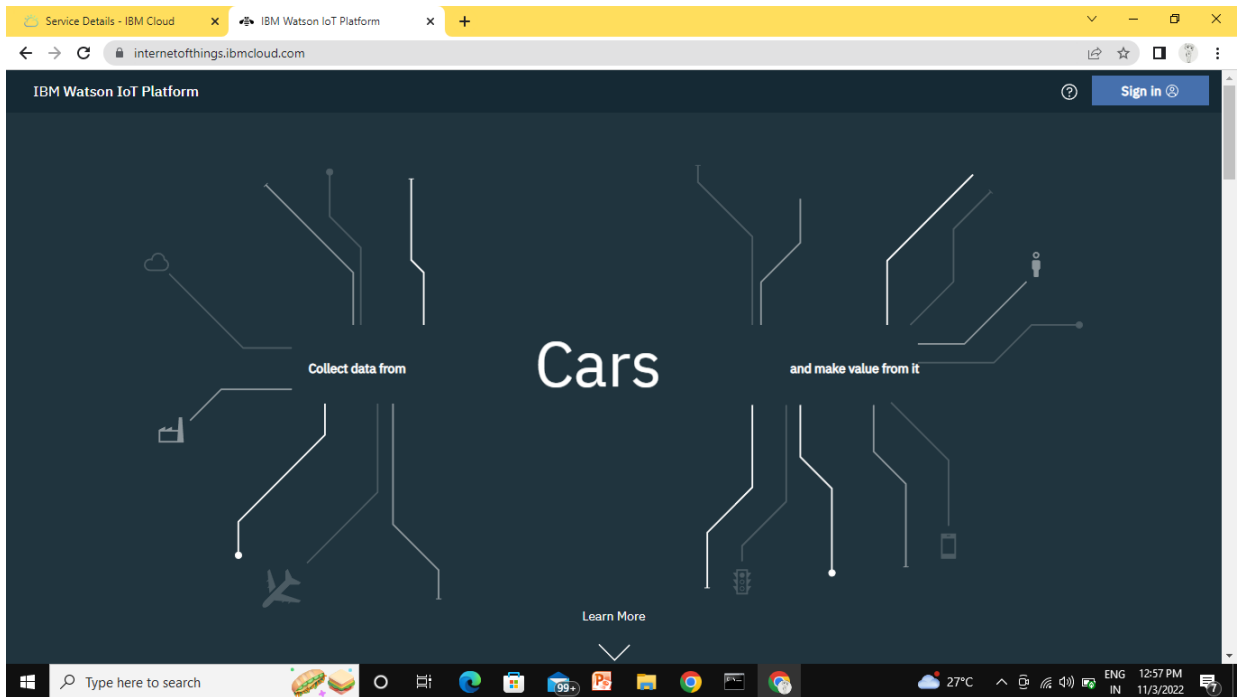 Service Details - IBM Cloud
IBM Watson IoT Platform
internetofthings.ibmcloud.com
IBM Watson IoT Platform
Sign in
Collect data from
Cars
and make value from it
Learn More
Type here to search
99+
27°C
ENG
IN
12:57 PM
11/3/2022
7